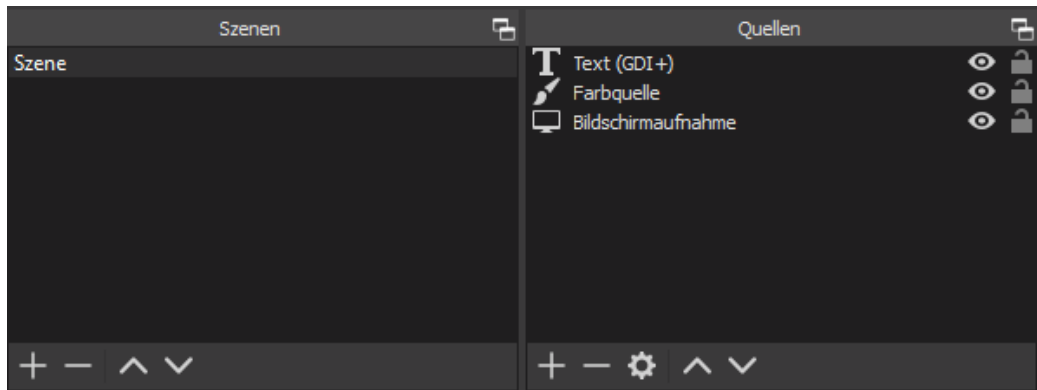 Szenen
Szene
Quellen
Text (GDI+)
Farbquelle
Bildschirmaufnahme